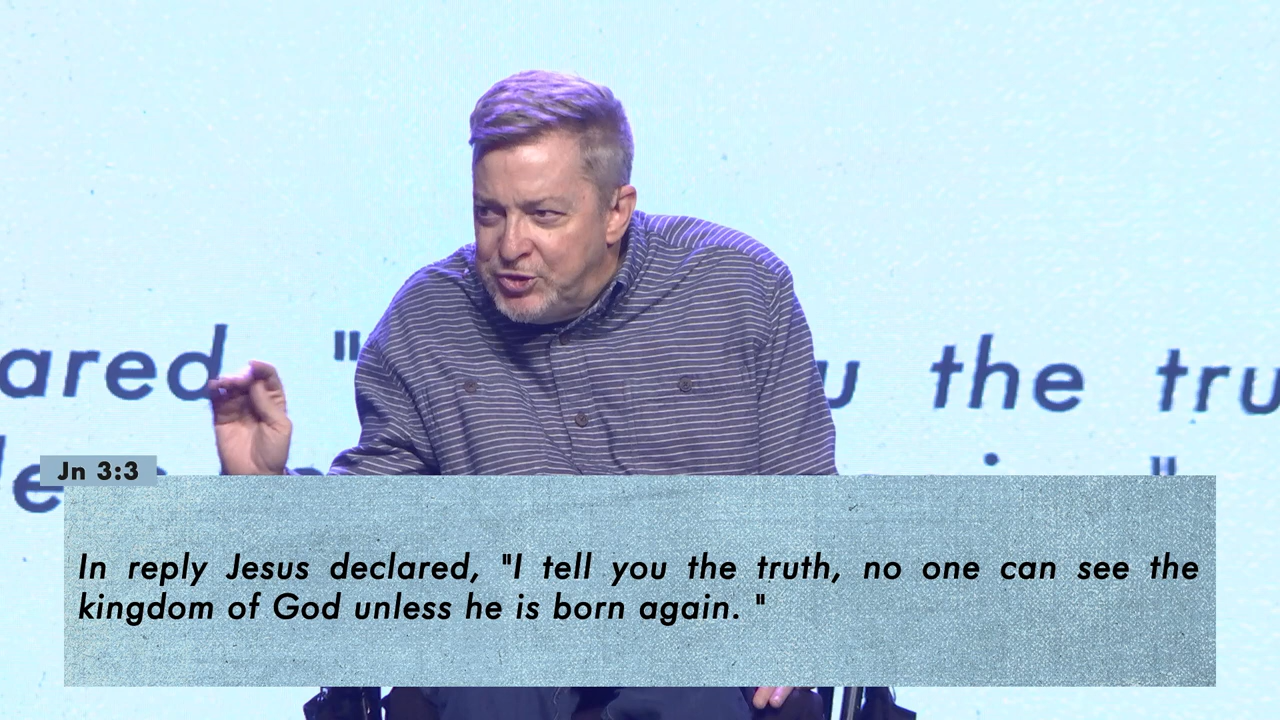 ared, " u the tru
Jn 3:3
In reply Jesus declared, "I tell you the truth, no one can see the
kingdom of God unless he is born again. "